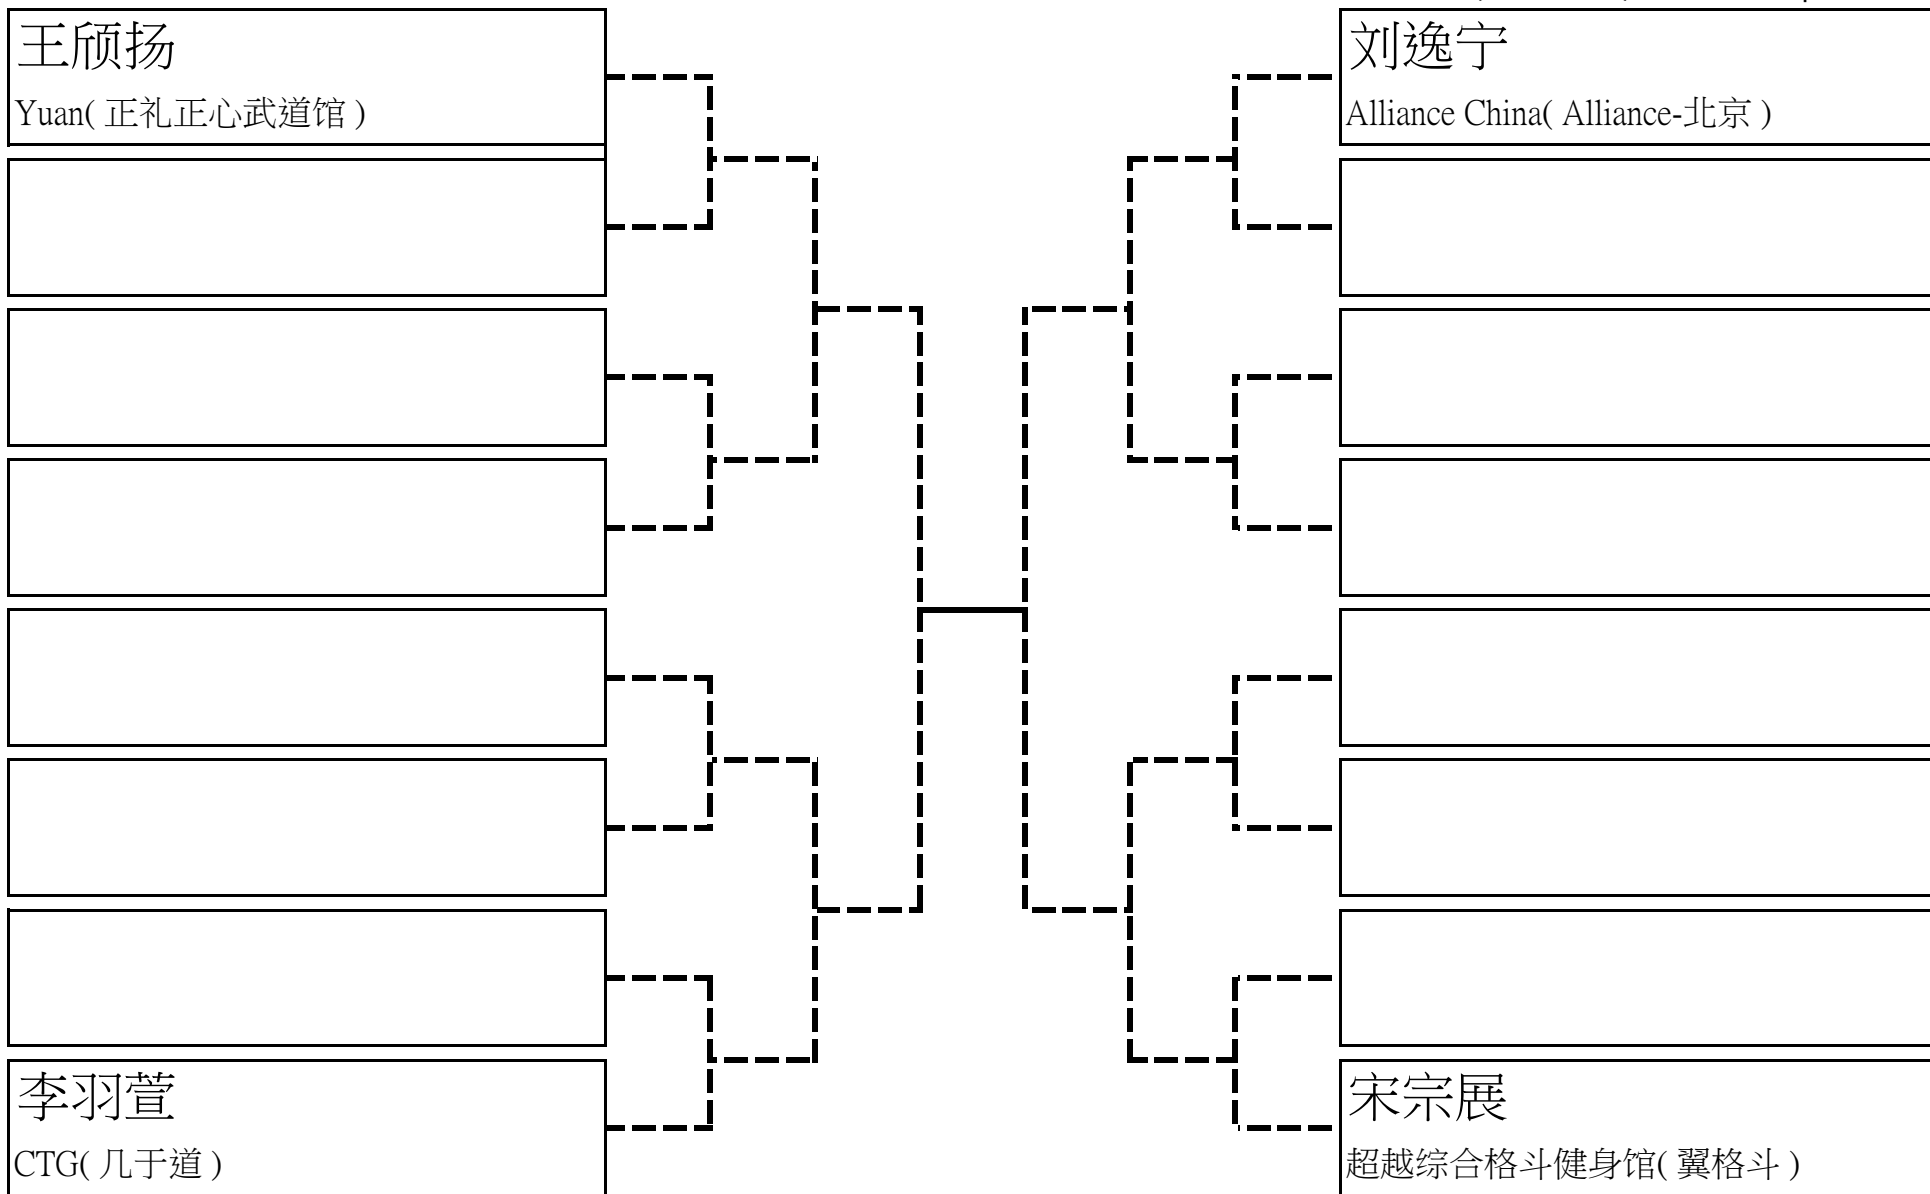 王颀扬
Yuan( 正礼正心武道馆 )
刘逸宁
Alliance China( Alliance-北京 )
李羽萱
CTG( 几于道 )
宋宗展
超越综合格斗健身馆( 翼格斗 )